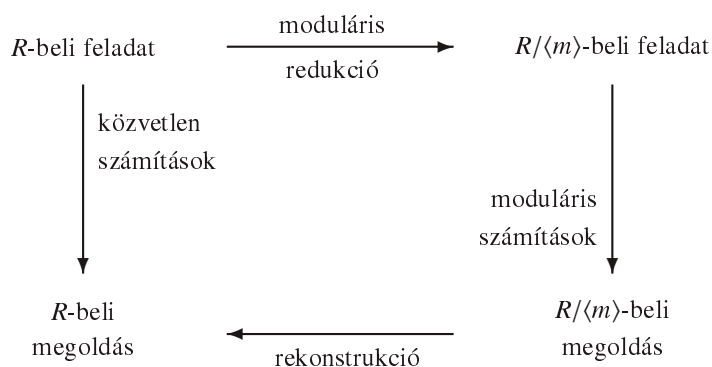 R-beli feladat
moduláris
redukció
R/⟨m⟩-beli feladat
közvetlen
számítások
moduláris
számítások
R-beli
megoldás
rekonstrukció
R/⟨m⟩-beli
megoldás